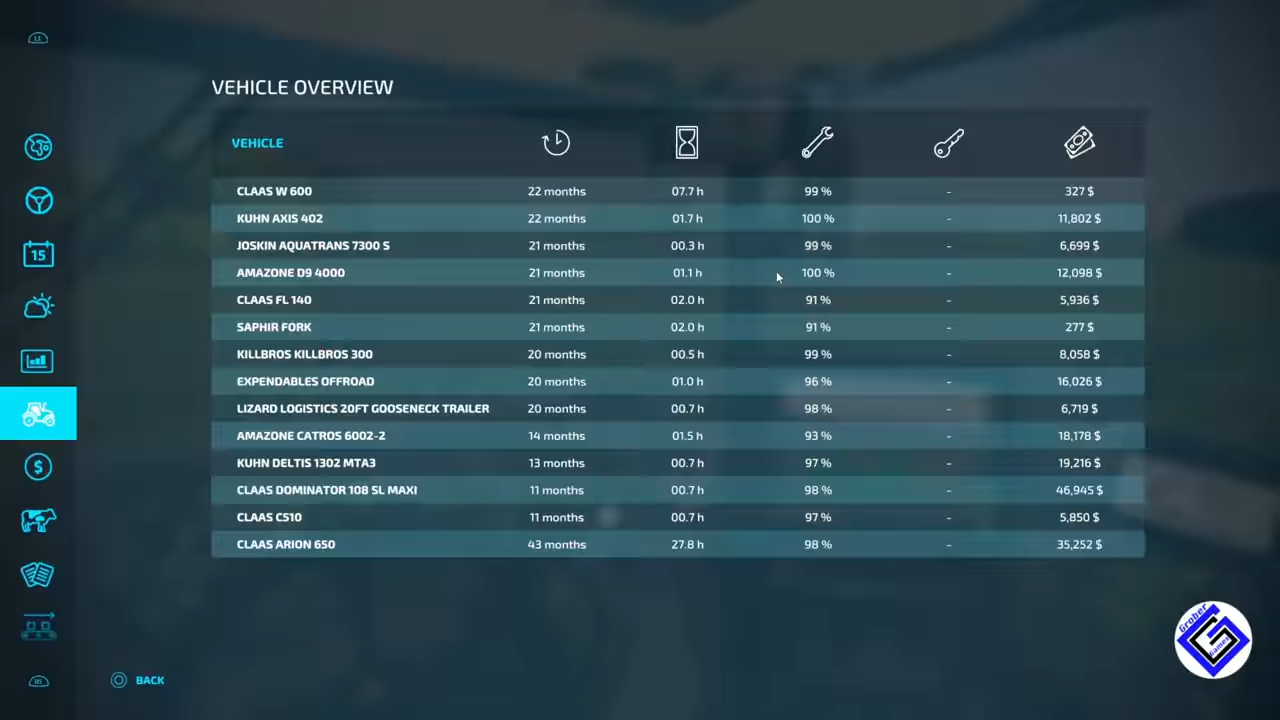 VEHICLE OVERVIEW
VEHICLE
CLAAS W 600 22 months 07.7 h 99 % - 327 $
KUHN AXIS 402 22 months 01.7 h 100 % - 11,802 $
JOSKIN AQUATRANS 7300 S 21 months 00.3 h 99 % - 6,699 $
AMAZONE D9 4000 21 months 01.1 h 100 % - 12,098 $
CLAAS FL 140 21 months 02.0 h 91 % - 5,936 $
SAPHIR FORK 21 months 02.0 h 91 % - 277 $
KILLBROS KILLBROS 300 20 months 00.5 h 99 % - 8,058 $
EXPENDABLES OFFROAD 20 months 01.0 h 96 % - 16,026 $
LIZARD LOGISTICS 20FT GOOSENECK TRAILER 20 months 00.7 h 98 % - 6,719 $
AMAZONE CATROS 6002-2 14 months 01.5 h 93 % - 18,178 $
KUHN DELTIS 1302 MTA3 13 months 00.7 h 97 % - 19,216 $
CLAAS DOMINATOR 108 SL MAXI 11 months 00.7 h 98 % - 46,945 $
CLAAS C510 11 months 00.7 h 97 % - 5,850 $
CLAAS ARION 650 43 months 27.8 h 98 % - 35,252 $
15
$
BACK
Grober
Gamer